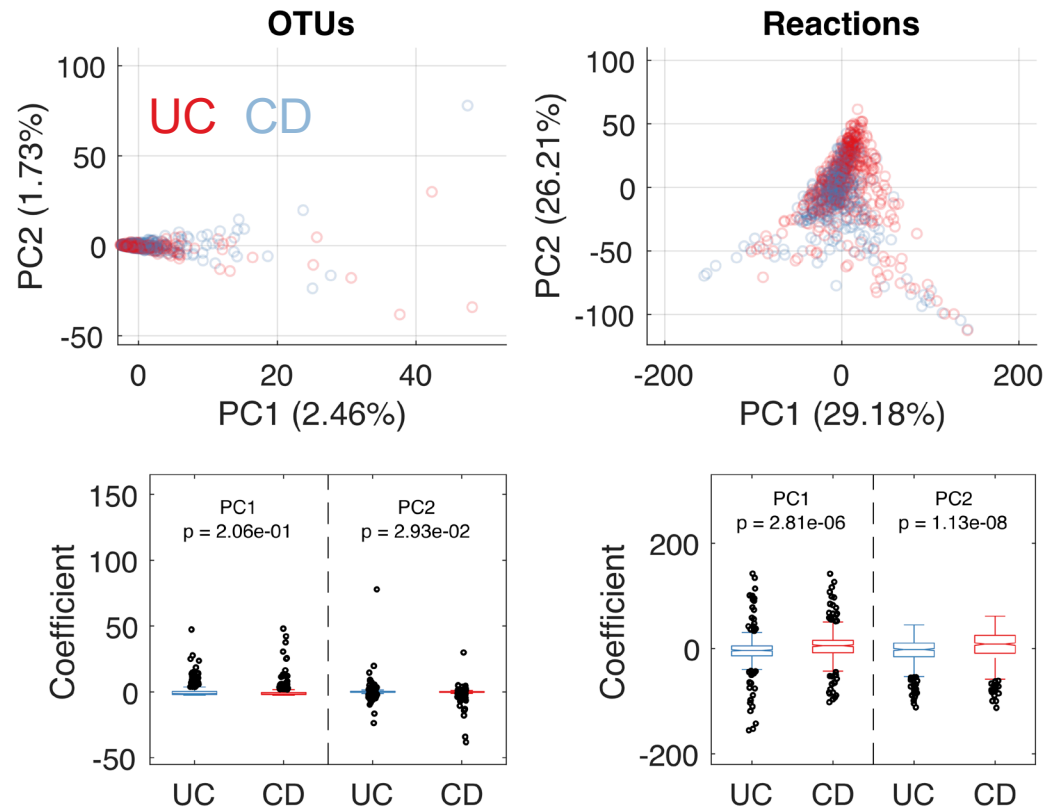 OTUs
100
50
0
-50
0 20 40
PC1 (2.46%)
PC2 (1.73%)
UC CD
Reactions
100
50
0
-50
-100
-200 0 200
PC1 (29.18%)
PC2 (26.21%)
150
100
50
0
-50
Coefficient
PC1
p = 2.06e-01
PC2
p = 2.93e-02
UC CD UC CD
200
0
-200
Coefficient
PC1
p = 2.81e-06
PC2
p = 1.13e-08
UC CD UC CD